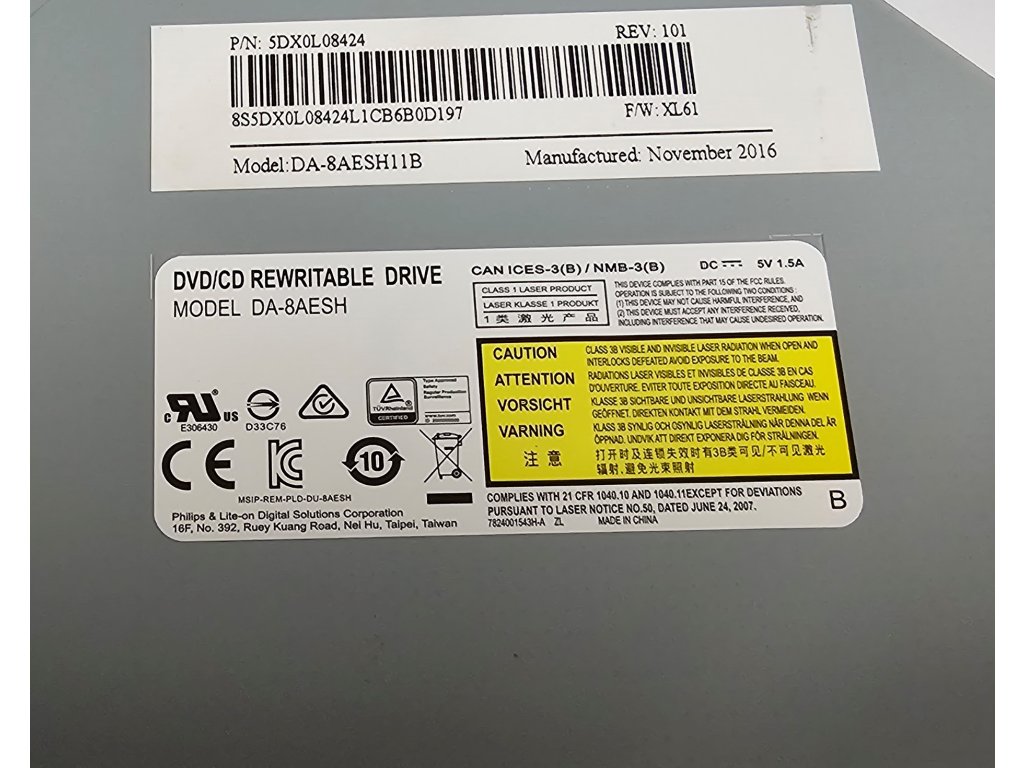 P/N: 5DX0L08424 REV: 101
8S5DX0L08424L1CB6B0D197 F/W: XL61
Model:DA-8AESH11B Manufactured: November 2016
DVD/CD REWRITABLE DRIVE
MODEL DA-8AESH
CAN ICES-3(B) / NMB-3(B) DC 5V 1.5A
CLASS 1 LASER PRODUCT
LASER KLASSE 1 PRODUKT
1 类 激 光 产 品
THIS DEVICE COMPLIES WITH PART 15 OF THE FCC RULES.
OPERATION IS SUBJECT TO THE FOLLOWING TWO CONDITIONS :
(1) THIS DEVICE MAY NOT CAUSE HARMFUL INTERFERENCE, AND
(2) THIS DEVICE MUST ACCEPT ANY INTERFERENCE RECEIVED,
INCLUDING INTERFERENCE THAT MAY CAUSE UNDESIRED OPERATION.
CAUTION CLASS 3B VISIBLE AND INVISIBLE LASER RADIATION WHEN OPEN AND
INTERLOCKS DEFEATED AVOID EXPOSURE TO THE BEAM.
ATTENTION RADIATIONS LASER VISIBLES ET INVISIBLES DE CLASSE 3B EN CAS
D'OUVERTURE. EVITER TOUTE EXPOSITION DIRECTE AU FAISCEAU.
VORSICHT KLASSE 3B SICHTBARE UND UNSICHTBARE LASERSTRAHLUNG WENN
GEÖFFNET. DIREKTEN KONTAKT MIT DEM STRAHL VERMEIDEN.
VARNING KLASS 3B SYNLIG OCH OSYNLIG LASERSTRÅLNING NÄR DENNA DEL ÄR
ÖPPNAD. UNDVIK ATT DIREKT EXPONERA DIG FÖR STRÅLNINGEN.
注 意 打开时及连锁失效时有3B类可见/不可见激光
辐射.避免光束照射
c RU ® US
E306430
D33C76
TÜVRheinland
CERTIFIED
Type Approved
Safety
Regular Production
Surveillance
www.tuv.com
CE
10
MSIP-REM-PLD-DU-8AESH
Philips & Lite-on Digital Solutions Corporation
16F, No. 392, Ruey Kuang Road, Nei Hu, Taipei, Taiwan
COMPLIES WITH 21 CFR 1040.10 AND 1040.11EXCEPT FOR DEVIATIONS
PURSUANT TO LASER NOTICE NO.50, DATED JUNE 24, 2007.
7824001543H-A ZL MADE IN CHINA
B